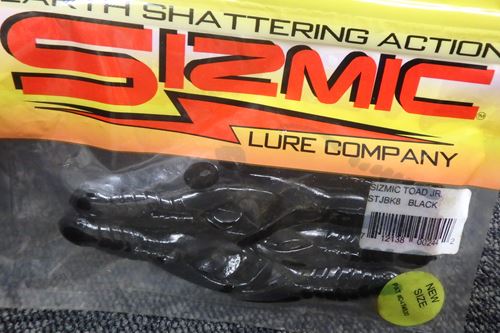 EARTH SHATTERING ACTION
SIZMIC
LURE COMPANY
SIZMIC TOAD JR.
STJBK8 BLACK
NEW
SIZE